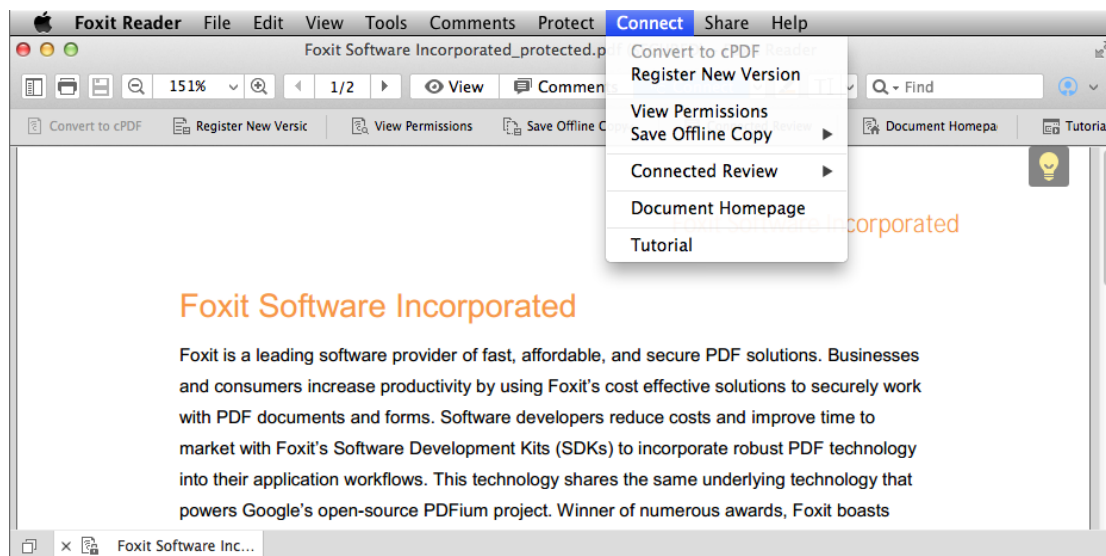 Foxit Reader File Edit View Tools Comments Protect Connect Share Help
Foxit Software Incorporated_protected.p
151% 1/2 View Commen Find
Convert to cPDF Register New Versic View Permissions Save Offline C Document Homepa Tutoria
Convert to cPDF
Register New Version
View Permissions
Save Offline Copy
Connected Review
Document Homepage
Tutorial
corporated
Foxit Software Incorporated
Foxit is a leading software provider of fast, affordable, and secure PDF solutions. Businesses
and consumers increase productivity by using Foxit's cost effective solutions to securely work
with PDF documents and forms. Software developers reduce costs and improve time to
market with Foxit's Software Development Kits (SDKs) to incorporate robust PDF technology
into their application workflows. This technology shares the same underlying technology that
powers Google's open-source PDFium project. Winner of numerous awards, Foxit boasts
Foxit Software Inc...